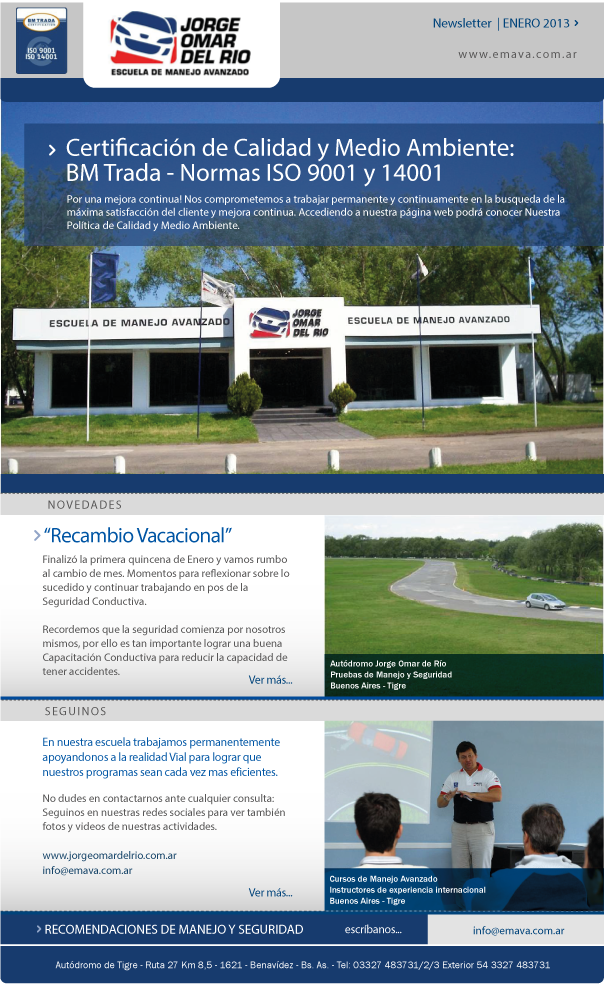 BM TRADA
CERTIFICATION
ISO 9001
ISO 14001
JORGE
OMAR
DEL RIO
ESCUELA DE MANEJO AVANZADO
Newsletter | ENERO 2013 >
www.emava.com.ar
> Certificación de Calidad y Medio Ambiente:
BM Trada - Normas ISO 9001 y 14001
Por una mejora continua! Nos comprometemos a trabajar permanente y continuamente en la busqueda de la
máxima satisfacción del cliente y mejora continua. Accediendo a nuestra página web podrá conocer Nuestra
Política de Calidad y Medio Ambiente.
ESCUELA DE MANEJO AVANZADO
JORGE
OMAR
DEL RIO
ESCUELA DE MANEJO AVANZADO
NOVEDADES
> “Recambio Vacacional”
Finalizó la primera quincena de Enero y vamos rumbo
al cambio de mes. Momentos para reflexionar sobre lo
sucedido y continuar trabajando en pos de la
Seguridad Conductiva.
Recordemos que la seguridad comienza por nosotros
mismos, por ello es tan importante lograr una buena
Capacitación Conductiva para reducir la capacidad de
tener accidentes.
Ver más...
Autódromo Jorge Omar de Río
Pruebas de Manejo y Seguridad
Buenos Aires - Tigre
SEGUINOS
En nuestra escuela trabajamos permanentemente
apoyandonos a la realidad Vial para lograr que
nuestros programas sean cada vez mas eficientes.
No dudes en contactarnos ante cualquier consulta:
Seguinos en nuestras redes sociales para ver también
fotos y videos de nuestras actividades.
www.jorgeomardelrio.com.ar
info@emava.com.ar
Ver más...
Cursos de Manejo Avanzado
Instructores de experiencia internacional
Buenos Aires - Tigre
> RECOMENDACIONES DE MANEJO Y SEGURIDAD
escríbanos...
info@emava.com.ar
Autódromo de Tigre - Ruta 27 Km 8,5 - 1621 - Benavídez - Bs. As. - Tel: 03327 483731/2/3 Exterior 54 3327 483731